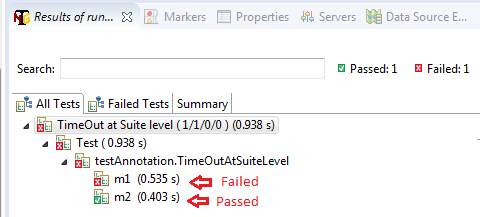 Results of run... Markers Properties Servers Data Source E...
Search: Passed: 1 Failed: 1
All Tests Failed Tests Summary
TimeOut at Suite level ( 1/1/0/0 ) (0.938 s)
Test ( 0.938 s)
testAnnotation.TimeOutAtSuiteLevel
m1 (0.535 s) Failed
m2 (0.403 s) Passed